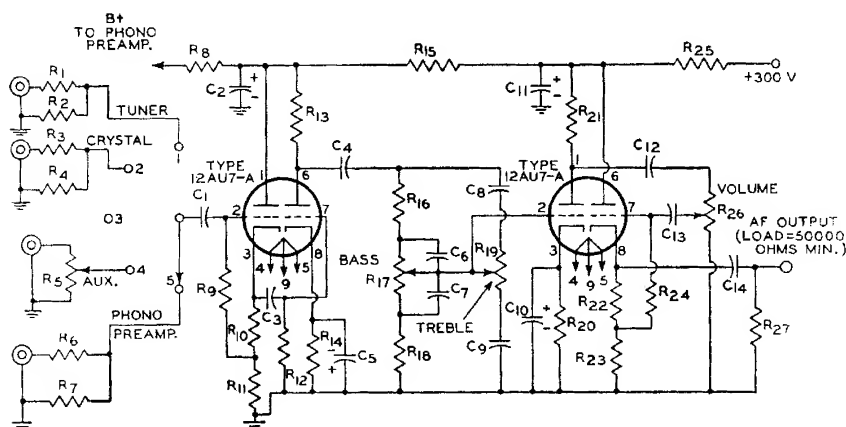 B+
TO PHONO
PREAMP.
R8
R15
R25
+300 V
C2
C11
R1
R2
TUNER
R3
CRYSTAL
R4
1
2
3
4
5
R5
AUX.
PHONO
PREAMP.
R6
R7
R13
TYPE
12AU7-A
1
6
2
7
3
8
4
9
5
C1
R9
C3
R10
R11
R12
R14
C5
C4
R16
BASS
R17
C6
C7
R18
C8
R19
TREBLE
C9
R21
TYPE
12AU7-A
1
6
2
7
3
8
4
9
5
C10
R20
R22
R23
R24
C12
C13
VOLUME
R26
AF OUTPUT
(LOAD=50000
OHMS MIN.)
C14
R27